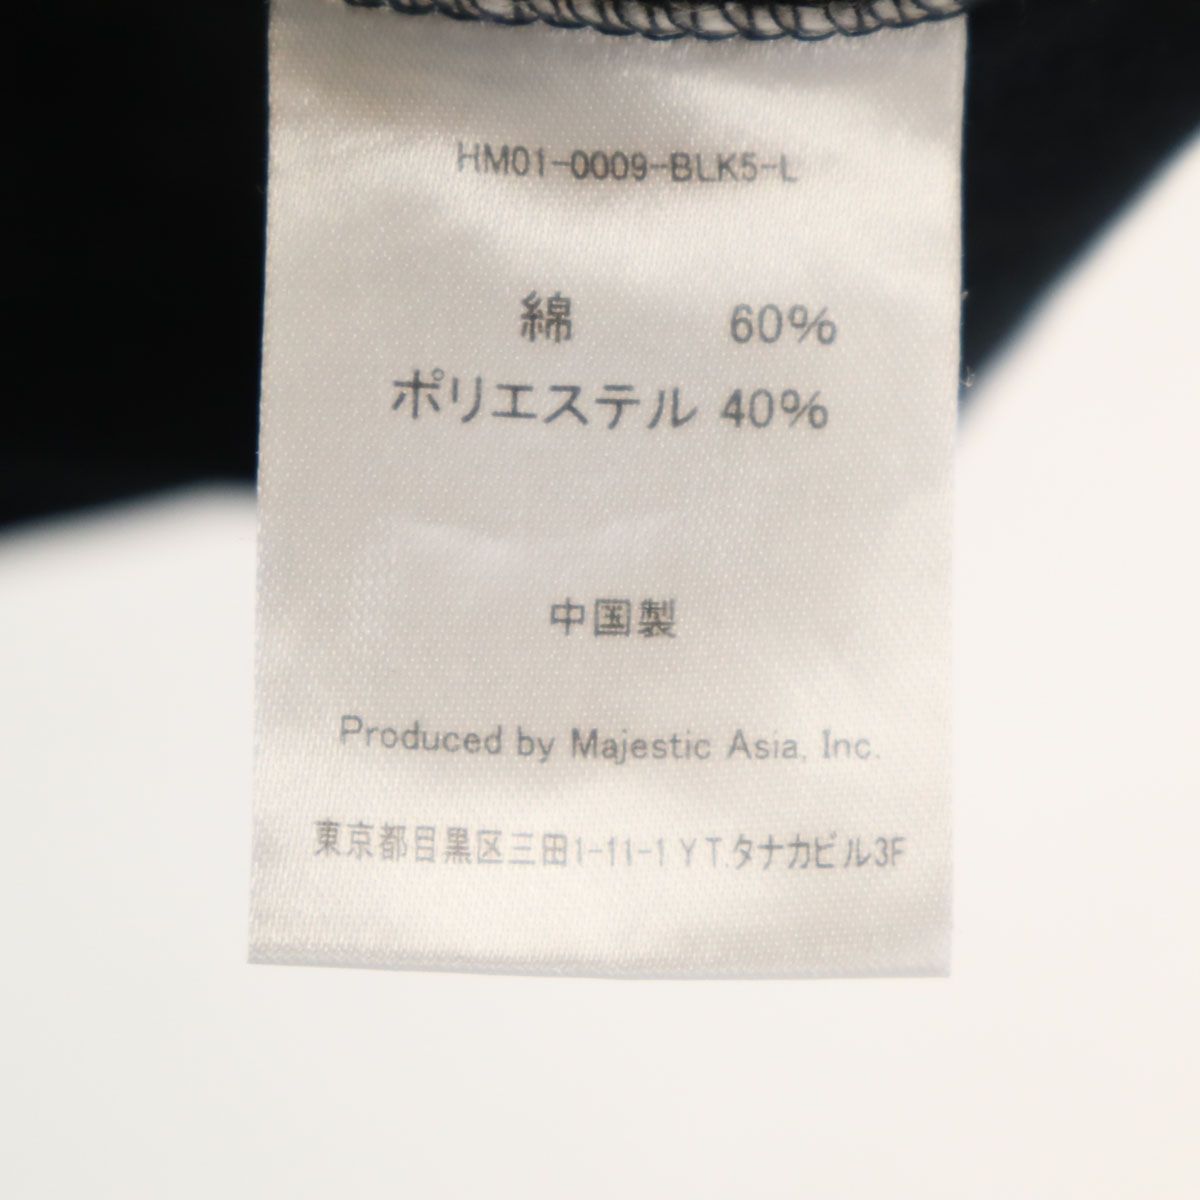 HM01-0009-BLK5-L
綿 60%
ポリエステル 40%
中国製
Produced by Majestic Asia, Inc.
東京都目黒区三田1-11-1 Y T.タナカビル3F